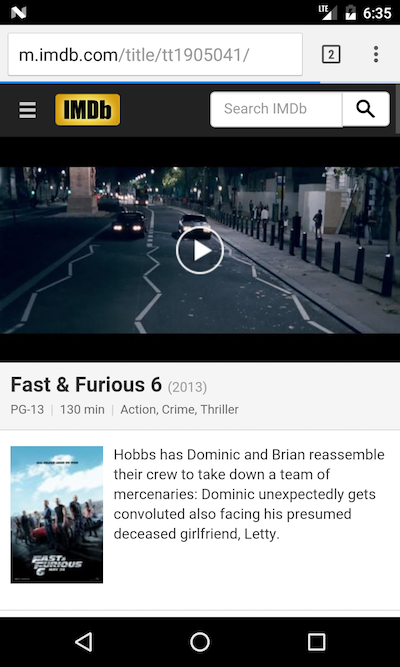 LTE 6:35
m.imdb.com/title/tt1905041/ 2
IMDb Search IMDb
Fast & Furious 6 (2013)
PG-13 | 130 min | Action, Crime, Thriller
Hobbs has Dominic and Brian reassemble
their crew to take down a team of
mercenaries: Dominic unexpectedly gets
convoluted also facing his presumed
deceased girlfriend, Letty.
FAST &
FURIOUS
6
MAY 24